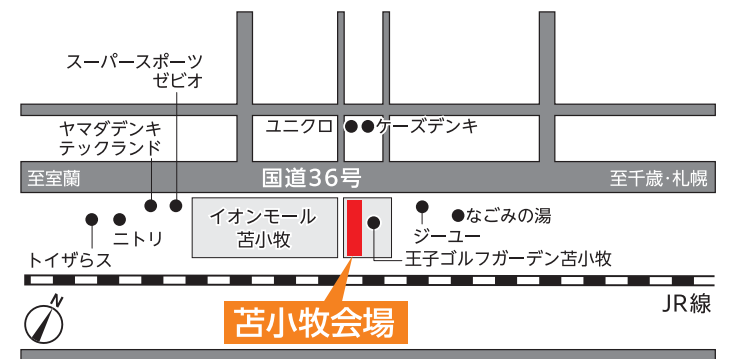 スーパースポーツ
ゼビオ
ヤマダデンキ
テックランド
ユニクロ
ケーズデンキ
至室蘭
国道36号
至千歳・札幌
イオンモール
苫小牧
なごみの湯
ジーユー
ニトリ
トイザらス
王子ゴルフガーデン苫小牧
N
JR線
苫小牧会場